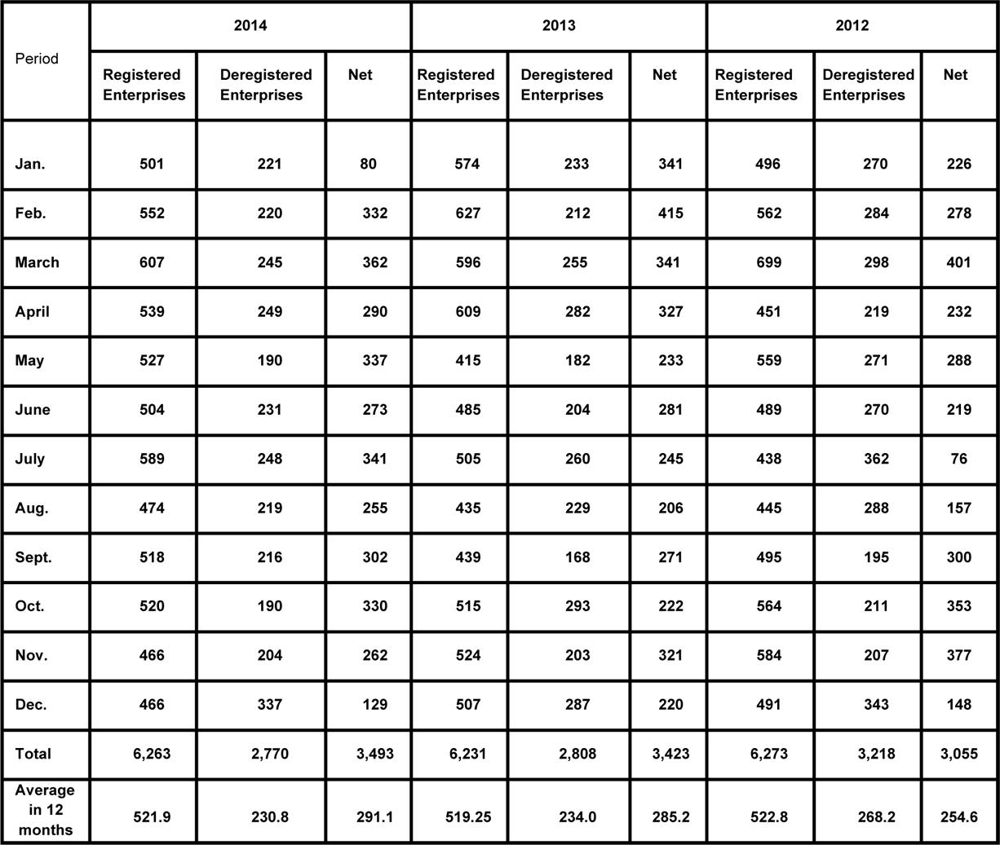 Period 2014 2013 2012
Registered Enterprises Deregistered Enterprises Net Registered Enterprises Deregistered Enterprises Net Registered Enterprises Deregistered Enterprises Net
Jan. 501 221 80 574 233 341 496 270 226
Feb. 552 220 332 627 212 415 562 284 278
March 607 245 362 596 255 341 699 298 401
April 539 249 290 609 282 327 451 219 232
May 527 190 337 415 182 233 559 271 288
June 504 231 273 485 204 281 489 270 219
July 589 248 341 505 260 245 438 362 76
Aug. 474 219 255 435 229 206 445 288 157
Sept. 518 216 302 439 168 271 495 195 300
Oct. 520 190 330 515 293 222 564 211 353
Nov. 466 204 262 524 203 321 584 207 377
Dec. 466 337 129 507 287 220 491 343 148
Total 6,263 2,770 3,493 6,231 2,808 3,423 6,273 3,218 3,055
Average in 12 months 521.9 230.8 291.1 519.25 234.0 285.2 522.8 268.2 254.6